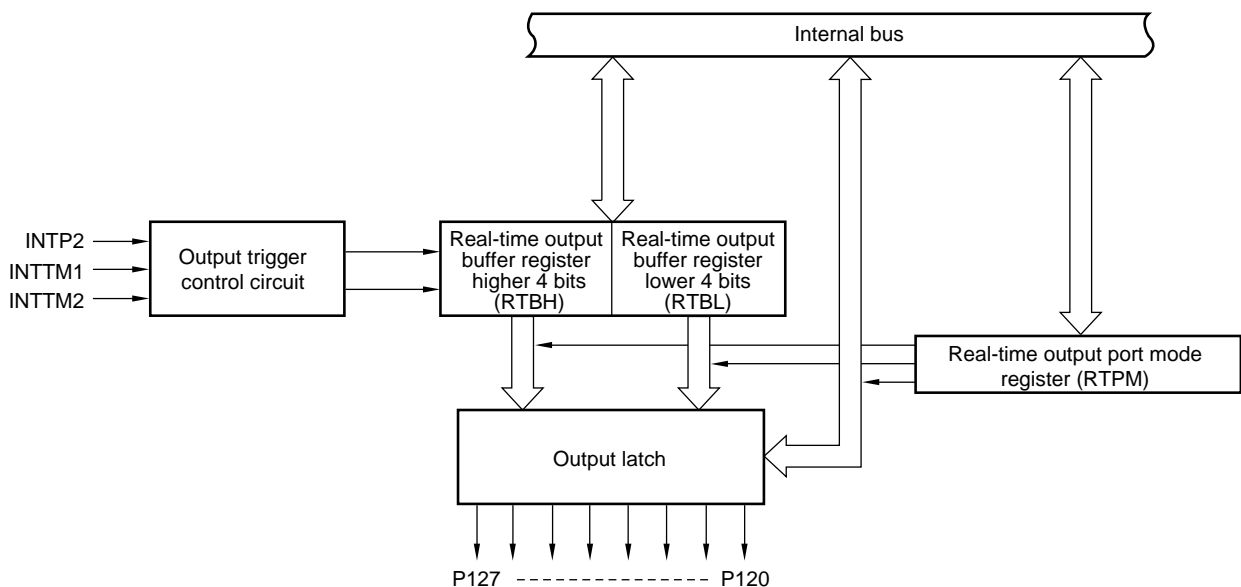 Internal bus
INTP2
INTTM1
INTTM2
Output trigger
control circuit
Real-time output
buffer register
higher 4 bits
(RTBH)
Real-time output
buffer register
lower 4 bits
(RTBL)
Real-time output port mode
register (RTPM)
Output latch
P127
P120